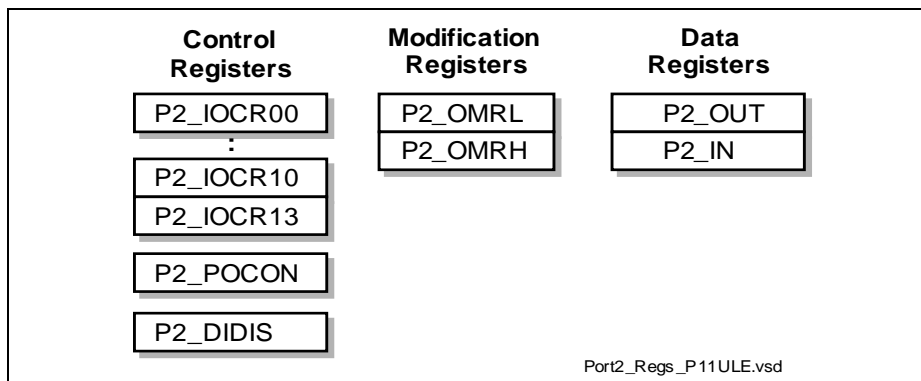 Control
Registers
P2_IOCR00
:
P2_IOCR10
P2_IOCR13
P2_POCON
P2_DIDIS
Modification
Registers
P2_OMRL
P2_OMRH
Data
Registers
P2_OUT
P2_IN
Port2_Regs_P11ULE.vsd